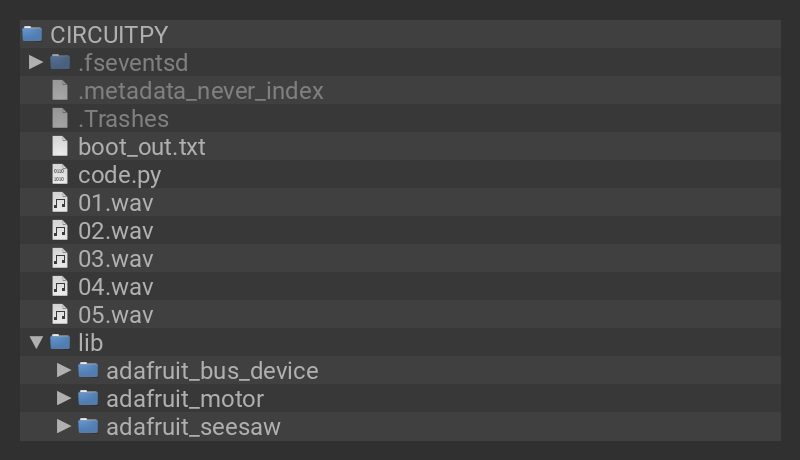 CIRCUITPY
.fseventsd
.metadata_never_index
.Trashes
boot_out.txt
code.py
01.wav
02.wav
03.wav
04.wav
05.wav
lib
adafruit_bus_device
adafruit_motor
adafruit_seesaw